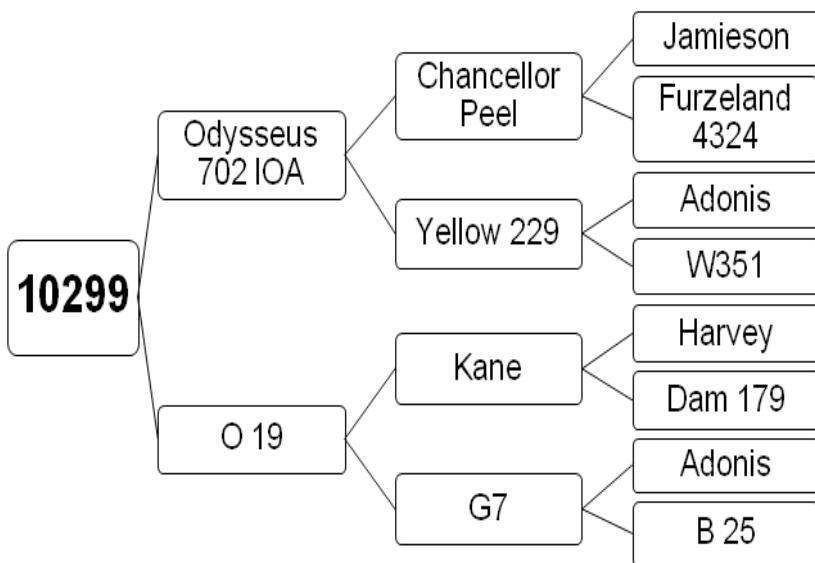 Jamieson
Chancellor
Peel
Furzeland
4324
Odysseus
702 IOA
Adonis
Yellow 229
W351
10299
Harvey
Kane
Dam 179
O 19
Adonis
G7
B 25